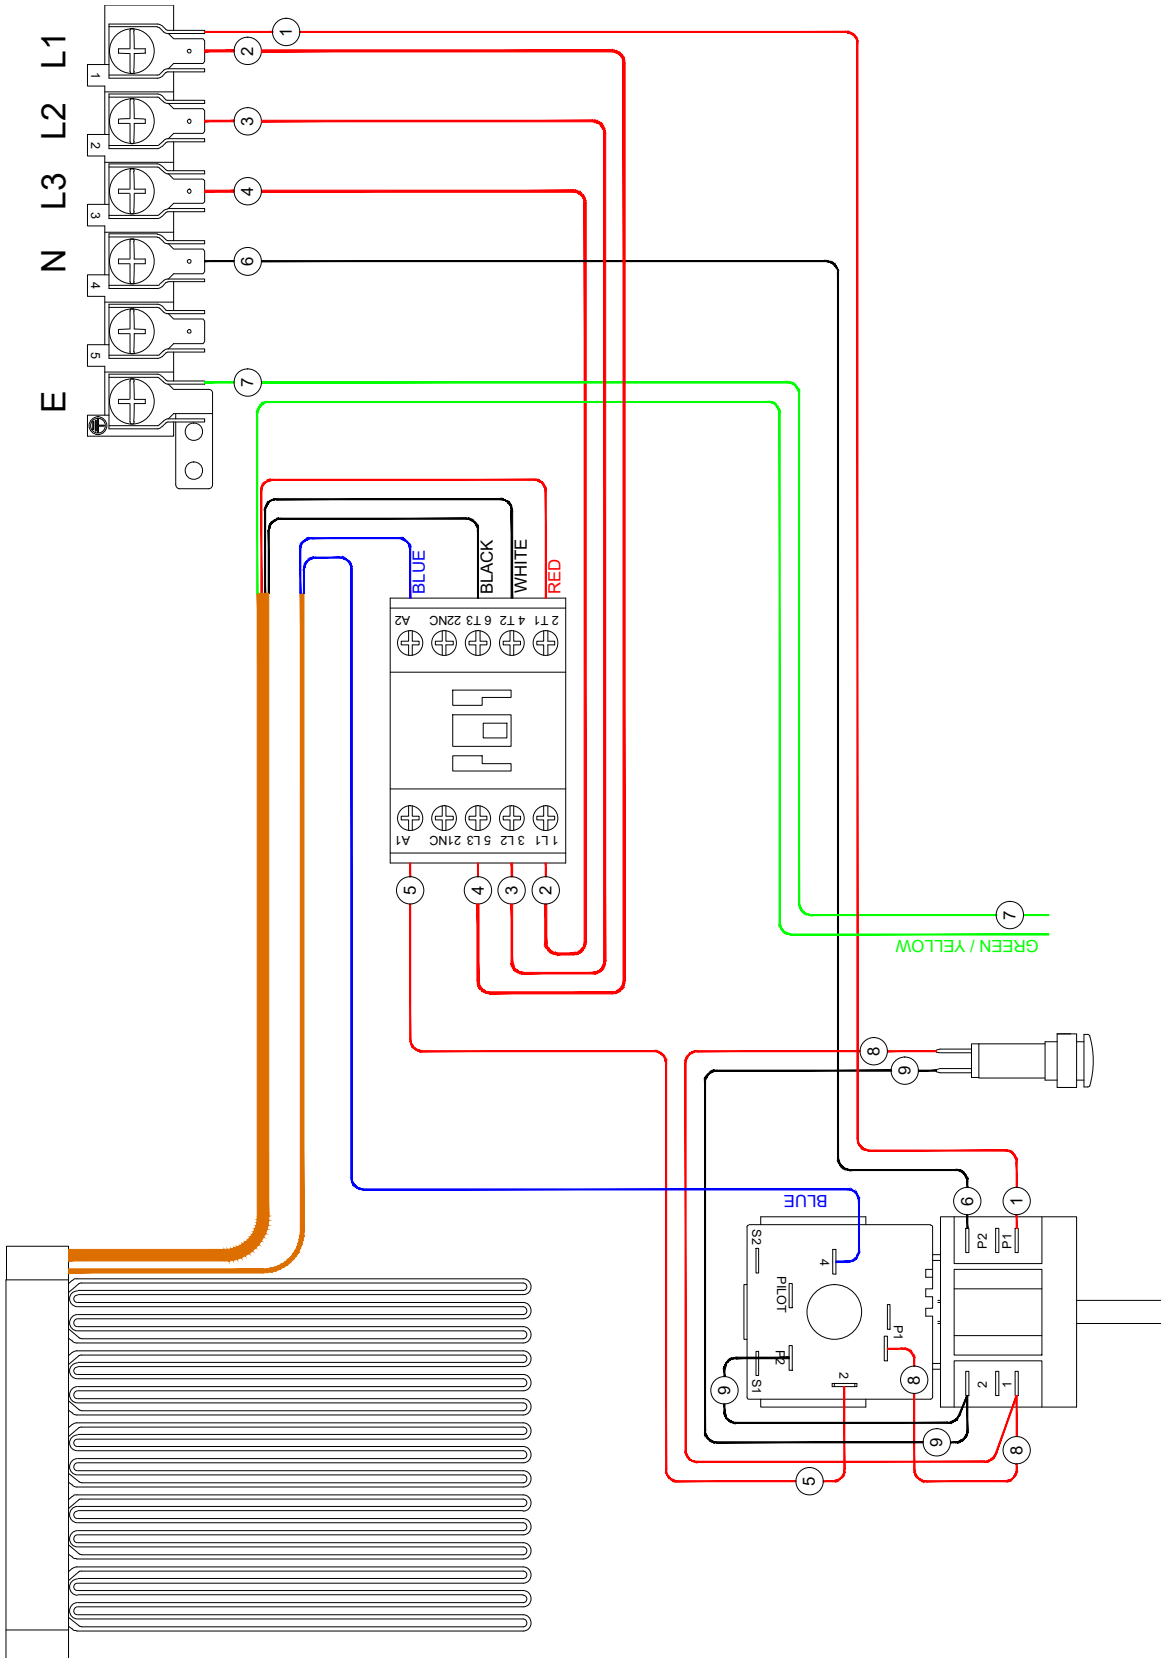 L1
L2
L3
N
E
1
2
3
4
5
1
2
3
4
6
7
BLUE
BLACK
WHITE
RED
A2
22NC
6 T3
4 T2
2 T1
A1
21NC
5 L3
3 L2
1 L1
5
4
3
2
7
GREEN / YELLOW
8
9
BLUE
6
1
S2
4
PILOT
P2
P1
P1
P2
S1
2
2
1
9
8
9
8
5